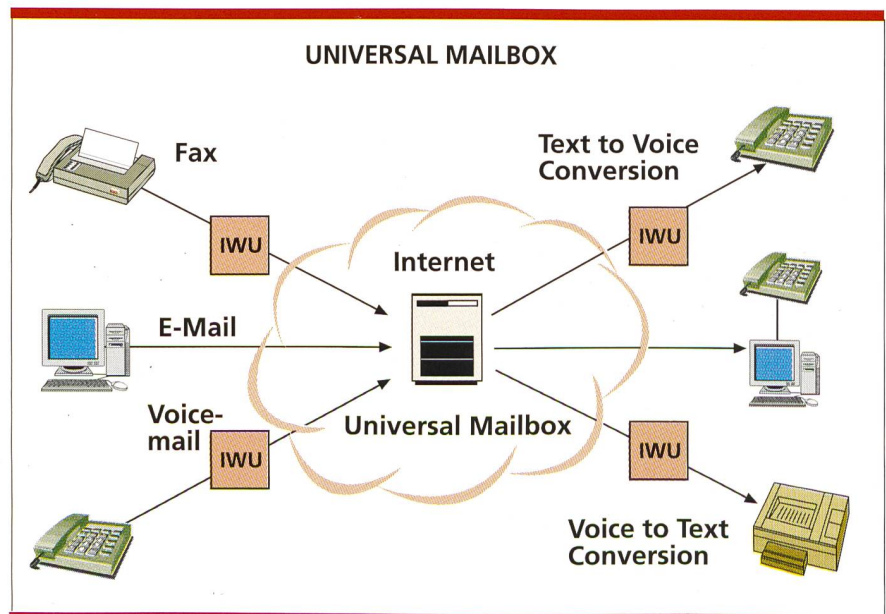 UNIVERSAL MAILBOX
Fax
Text to Voice
Conversion
IWU
IWU
Internet
E-Mail
Voice-
mail
IWU
Universal Mailbox
IWU
Voice to Text
Conversion